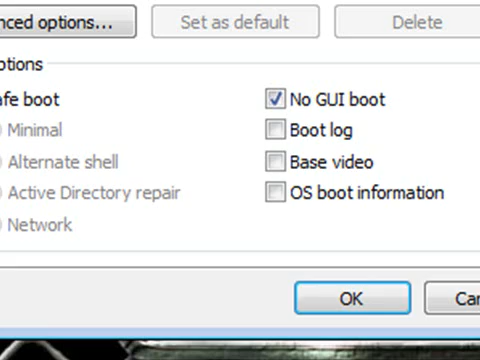 nced options... Set as default Delete
ptions
afe boot No GUI boot
Minimal Boot log
Alternate shell Base video
Active Directory repair OS boot information
Network
OK Can